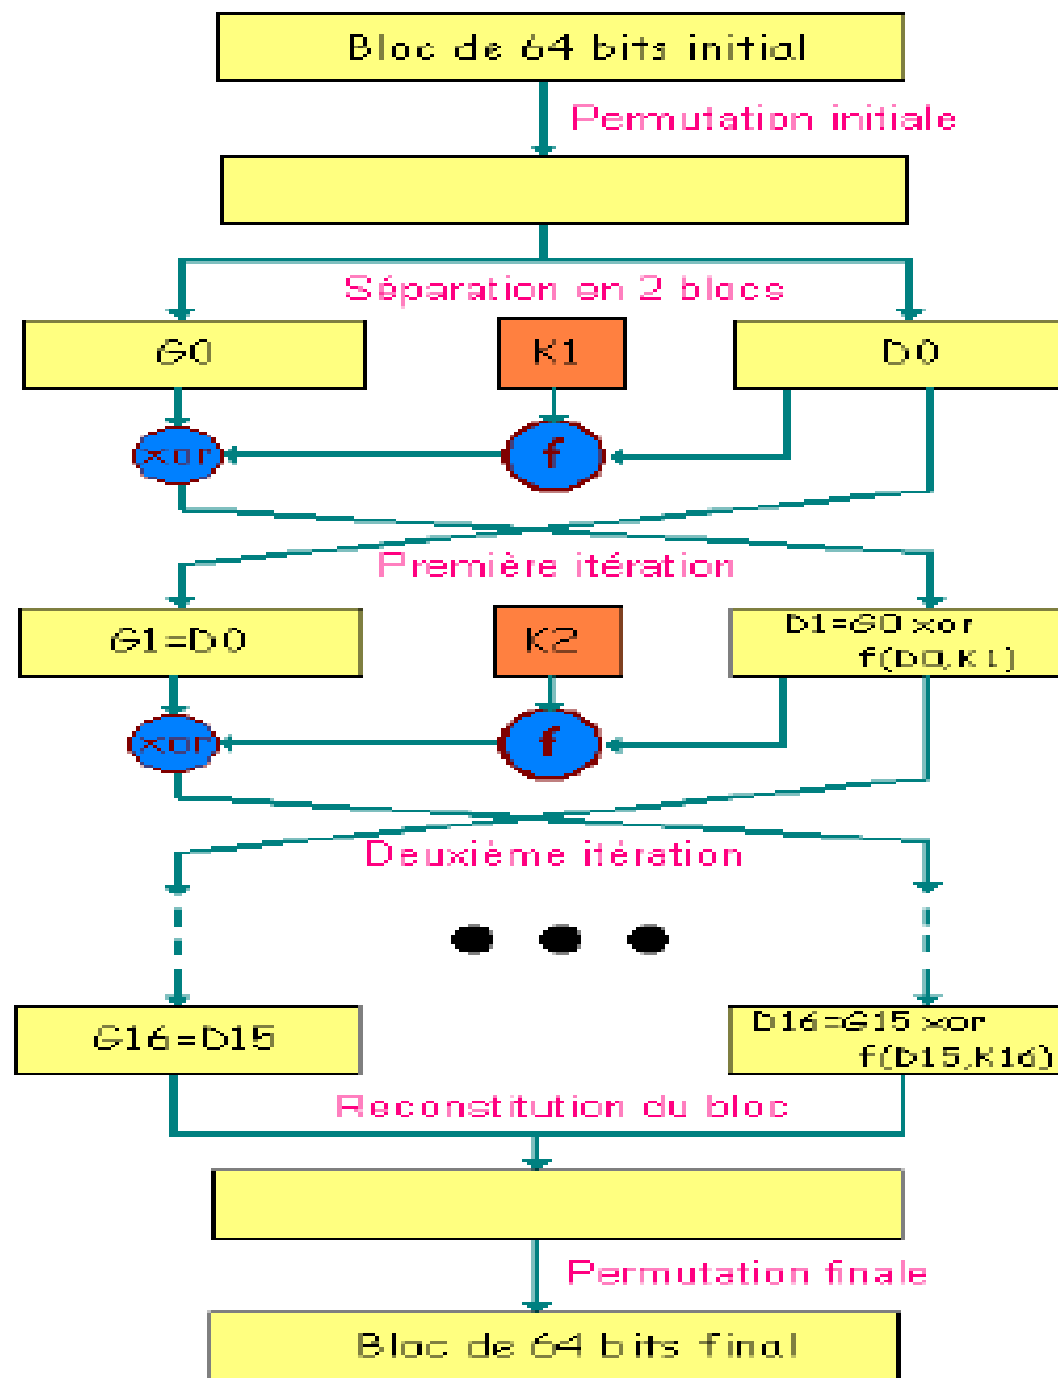 Bloc de 64 bits initial
Permutation initiale
Séparation en 2 blocs
G0
K1
D0
xor
f
Première itération
G1=D0
K2
D1=G0 xor
f(D0,K1)
xor
f
Deuxième itération
G16=D15
D16=G15 xor
f(D15,K16)
Reconstitution du bloc
Permutation finale
Bloc de 64 bits final